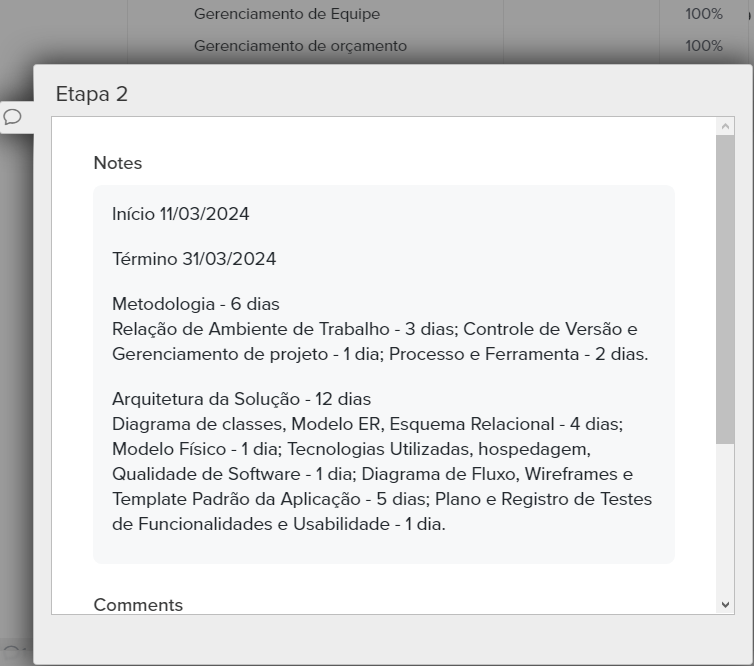 Gerenciamento de Equipe 100%
Gerenciamento de orçamento 100%
Etapa 2
Notes
Início 11/03/2024
Término 31/03/2024
Metodologia - 6 dias
Relação de Ambiente de Trabalho - 3 dias; Controle de Versão e
Gerenciamento de projeto - 1 dia; Processo e Ferramenta - 2 dias.
Arquitetura da Solução - 12 dias
Diagrama de classes, Modelo ER, Esquema Relacional - 4 dias;
Modelo Físico - 1 dia; Tecnologias Utilizadas, hospedagem,
Qualidade de Software - 1 dia; Diagrama de Fluxo, Wireframes e
Template Padrão da Aplicação - 5 dias; Plano e Registro de Testes
de Funcionalidades e Usabilidade - 1 dia.
Comments